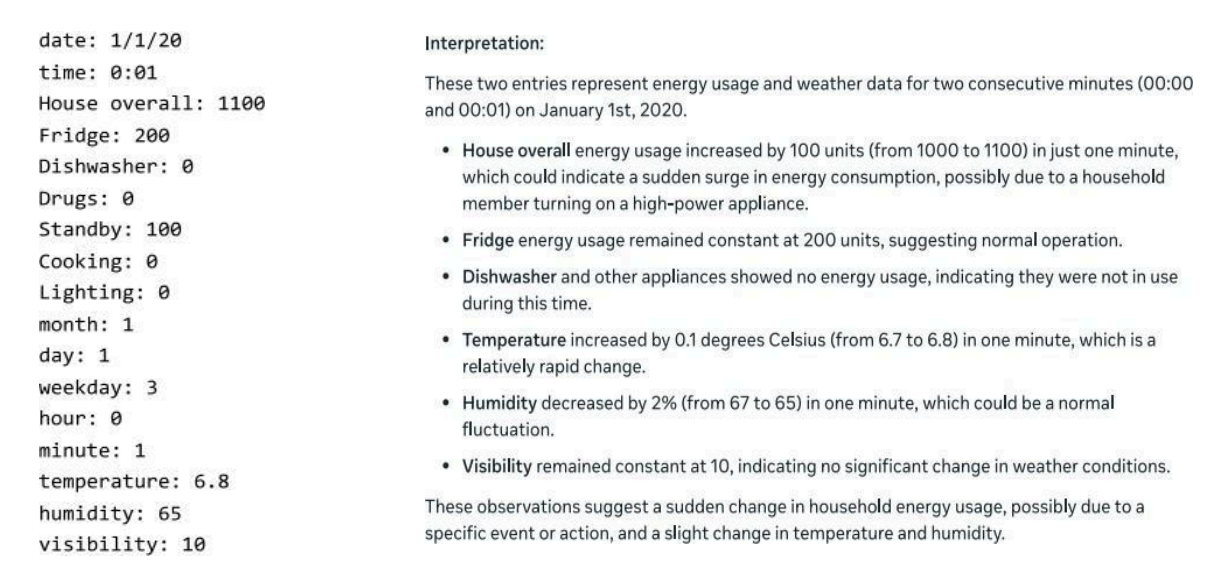 date: 1/1/20
time: 0:01
House overall: 1100
Fridge: 200
Dishwasher: 0
Drugs: 0
Standby: 100
Cooking: 0
Lighting: 0
month: 1
day: 1
weekday: 3
hour: 0
minute: 1
temperature: 6.8
humidity: 65
visibility: 10
Interpretation:
These two entries represent energy usage and weather data for two consecutive minutes (00:00
and 00:01) on January 1st, 2020.
• House overall energy usage increased by 100 units (from 1000 to 1100) in just one minute,
which could indicate a sudden surge in energy consumption, possibly due to a household
member turning on a high-power appliance.
• Fridge energy usage remained constant at 200 units, suggesting normal operation.
• Dishwasher and other appliances showed no energy usage, indicating they were not in use
during this time.
• Temperature increased by 0.1 degrees Celsius (from 6.7 to 6.8) in one minute, which is a
relatively rapid change.
• Humidity decreased by 2% (from 67 to 65) in one minute, which could be a normal
fluctuation.
• Visibility remained constant at 10, indicating no significant change in weather conditions.
These observations suggest a sudden change in household energy usage, possibly due to a
specific event or action, and a slight change in temperature and humidity.